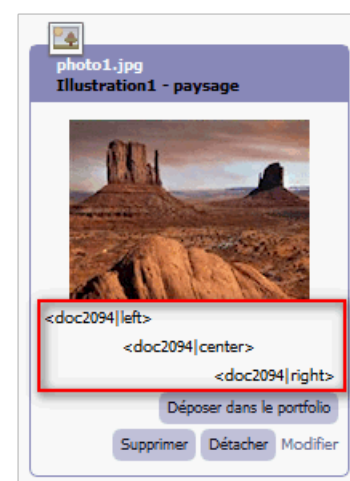 photo1.jpg
Illustration1 - paysage
<doc2094|left>
<doc2094|center>
<doc2094|right>
Déposer dans le portfolio
Supprimer Détacher Modifier